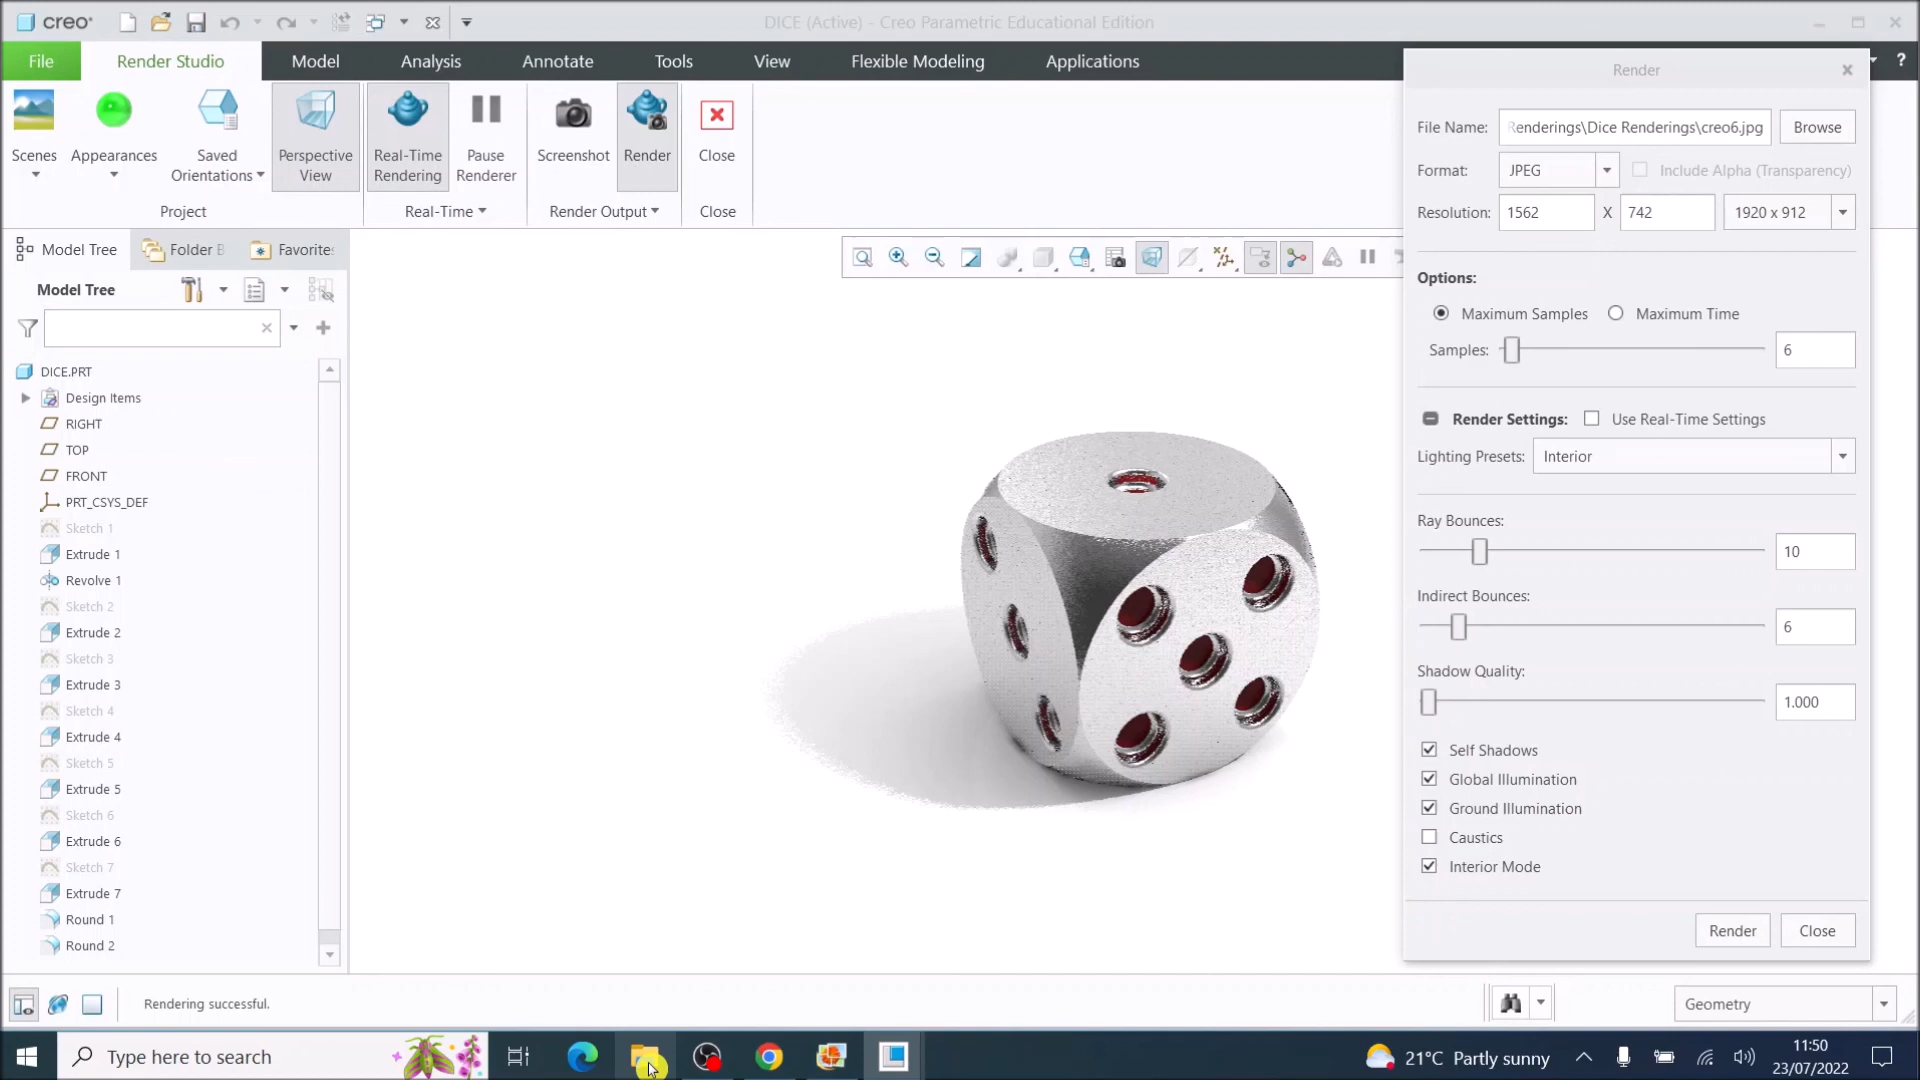 creo
DICE (Active) - Creo Parametric Educational Edition
File
Render Studio
Model
Analysis
Annotate
Tools
View
Flexible Modeling
Applications
?
Scenes
Appearances
Saved
Orientations
Perspective
View
Real-Time
Rendering
Pause
Renderer
Screenshot
Render
Close
Project
Real-Time
Render Output
Close
Model Tree
Folder B
Favorites
Model Tree
DICE.PRT
Design Items
RIGHT
TOP
FRONT
PRT_CSYS_DEF
Sketch 1
Extrude 1
Revolve 1
Sketch 2
Extrude 2
Sketch 3
Extrude 3
Sketch 4
Extrude 4
Sketch 5
Extrude 5
Sketch 6
Extrude 6
Sketch 7
Extrude 7
Round 1
Round 2
Render
File Name: Renderings\Dice Renderings\creo6.jpg Browse
Format: JPEG Include Alpha (Transparency)
Resolution: 1562 X 742 1920 x 912
Options:
Maximum Samples Maximum Time
Samples: 6
Render Settings: Use Real-Time Settings
Lighting Presets: Interior
Ray Bounces:
10
Indirect Bounces:
6
Shadow Quality:
1.000
Self Shadows
Global Illumination
Ground Illumination
Caustics
Interior Mode
Render Close
Rendering successful.
Geometry
Type here to search
21°C Partly sunny
11:50
23/07/2022